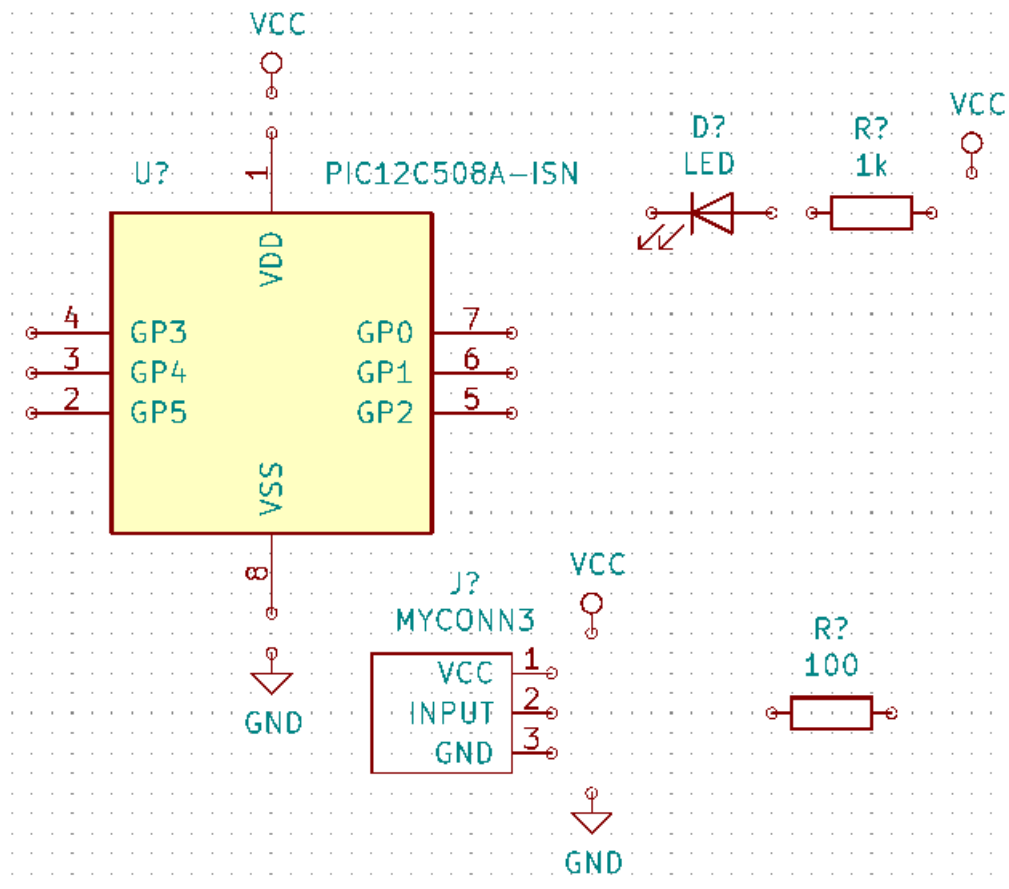 VCC
VCC
D?
R?
LED
1k
U?
1
PIC12C508A-ISN
VDD
4
GP3
GP0
7
3
GP4
GP1
6
2
GP5
GP2
5
VSS
8
VCC
J?
MYCONN3
R?
100
VCC
1
INPUT
2
GND
3
GND
GND